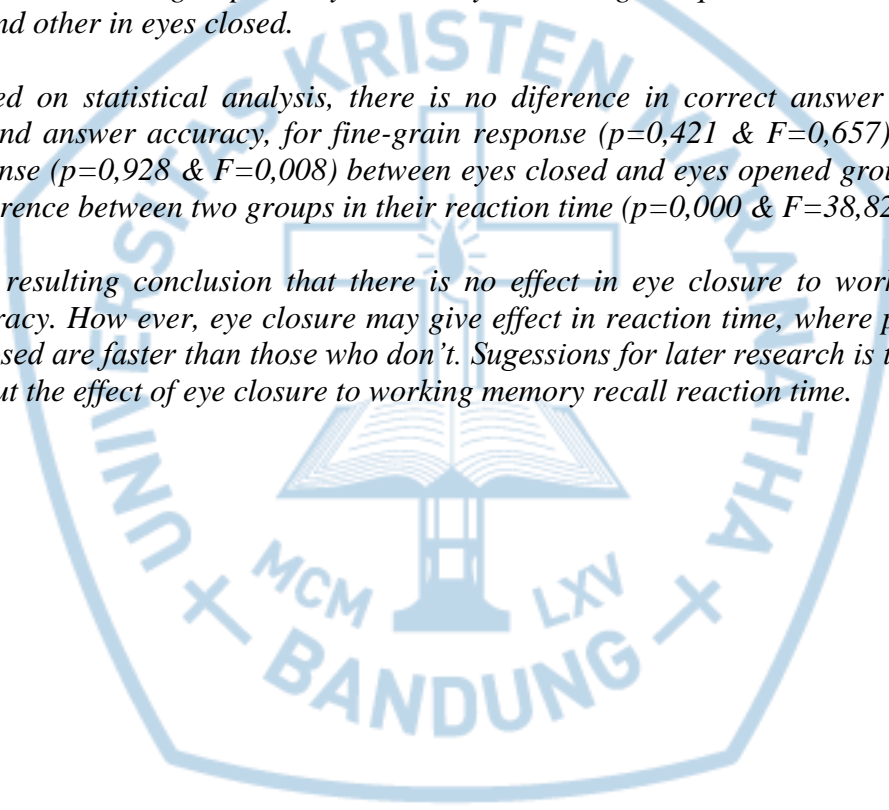 nd other in eyes closed.
ed on statistical analysis, there is no diference in correct answer
nd answer accuracy, for fine-grain response (p=0,421 & F=0,657)
nse (p=0,928 & F=0,008) between eyes closed and eyes opened grou
rence between two groups in their reaction time (p=0,000 & F=38,82
resulting conclusion that there is no effect in eye closure to work
racy. How ever, eye closure may give effect in reaction time, where p
sed are faster than those who don't. Sugessions for later research is t
ut the effect of eye closure to working memory recall reaction time.
UNIVERSITAS KRISTEN MARANATHA
MCM LXV
BANDUNG